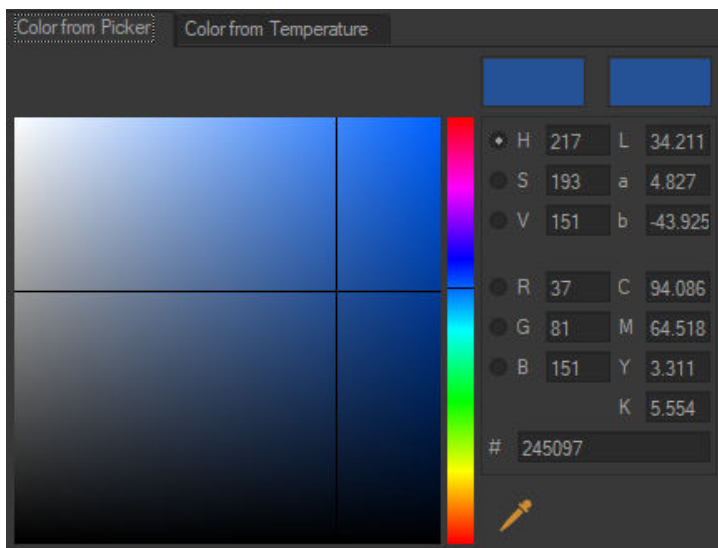 Color from Picker Color from Temperature
H 217 L 34.211
S 193 a 4.827
V 151 b -43.925
R 37 C 94.086
G 81 M 64.518
B 151 Y 3.311
K 5.554
# 245097